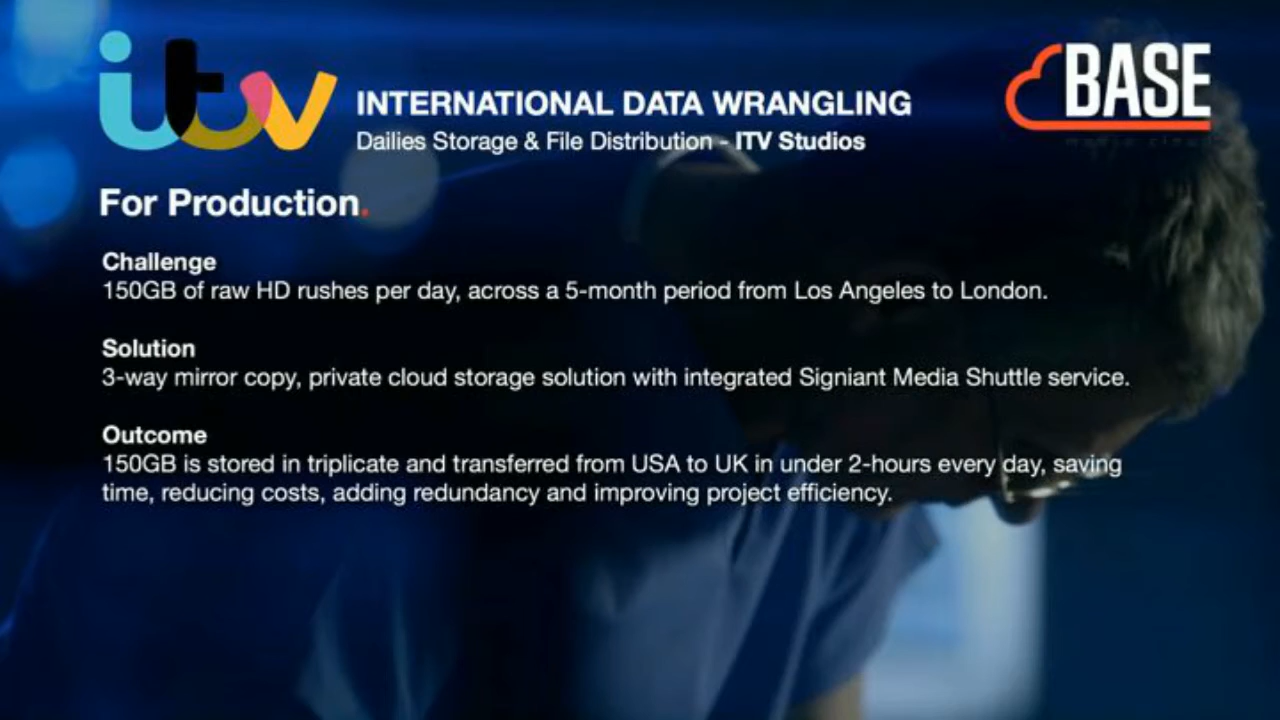 itv
BASE
INTERNATIONAL DATA WRANGLING
Dailies Storage & File Distribution - ITV Studios
For Production.
Challenge
150GB of raw HD rushes per day, across a 5-month period from Los Angeles to London.
Solution
3-way mirror copy, private cloud storage solution with integrated Signiant Media Shuttle service.
Outcome
150GB is stored in triplicate and transferred from USA to UK in under 2-hours every day, saving
time, reducing costs, adding redundancy and improving project efficiency.